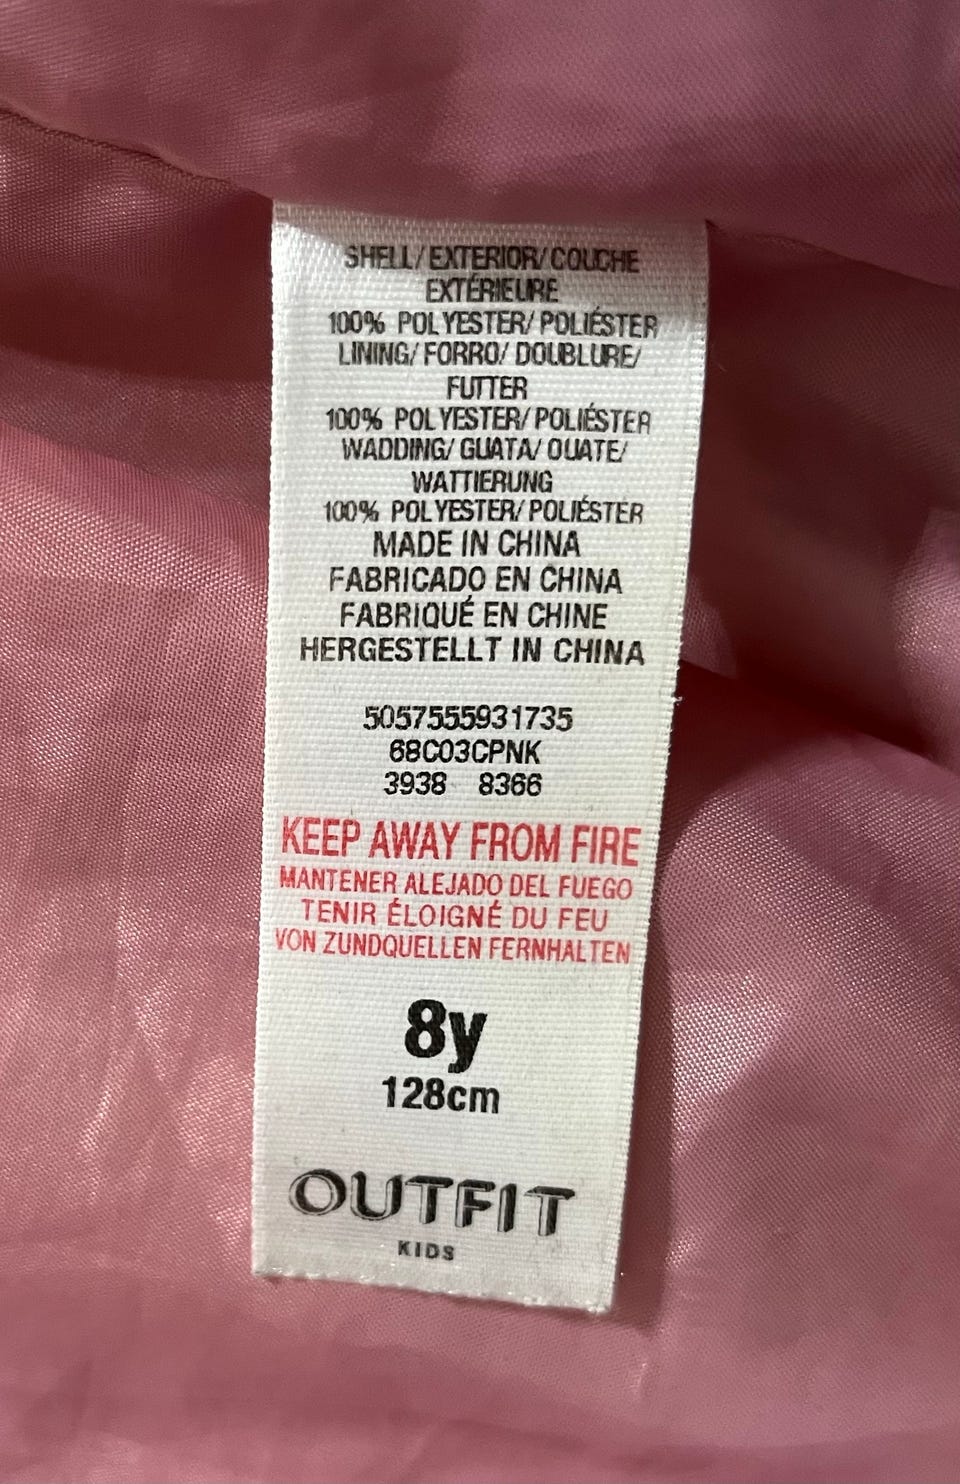 SHELL/EXTERIOR/COUCHE
EXTÉRIEURE
100% POLYESTER/POLIÉSTER
LINING/FORRO/DOUBLURE/
FUTTER
100% POLYESTER/POLIÉSTER
WADDING/GUATA/OUATE/
WATTIERUNG
100% POLYESTER/POLIÉSTER
MADE IN CHINA
FABRICADO EN CHINA
FABRIQUÉ EN CHINE
HERGESTELLT IN CHINA
5057555931735
68C03CPNK
3938 8366
KEEP AWAY FROM FIRE
MANTENER ALEJADO DEL FUEGO
TENIR ÉLOIGNÉ DU FEU
VON ZUNDQUELLEN FERNHALTEN
8y
128cm
OUTFIT
KIDS